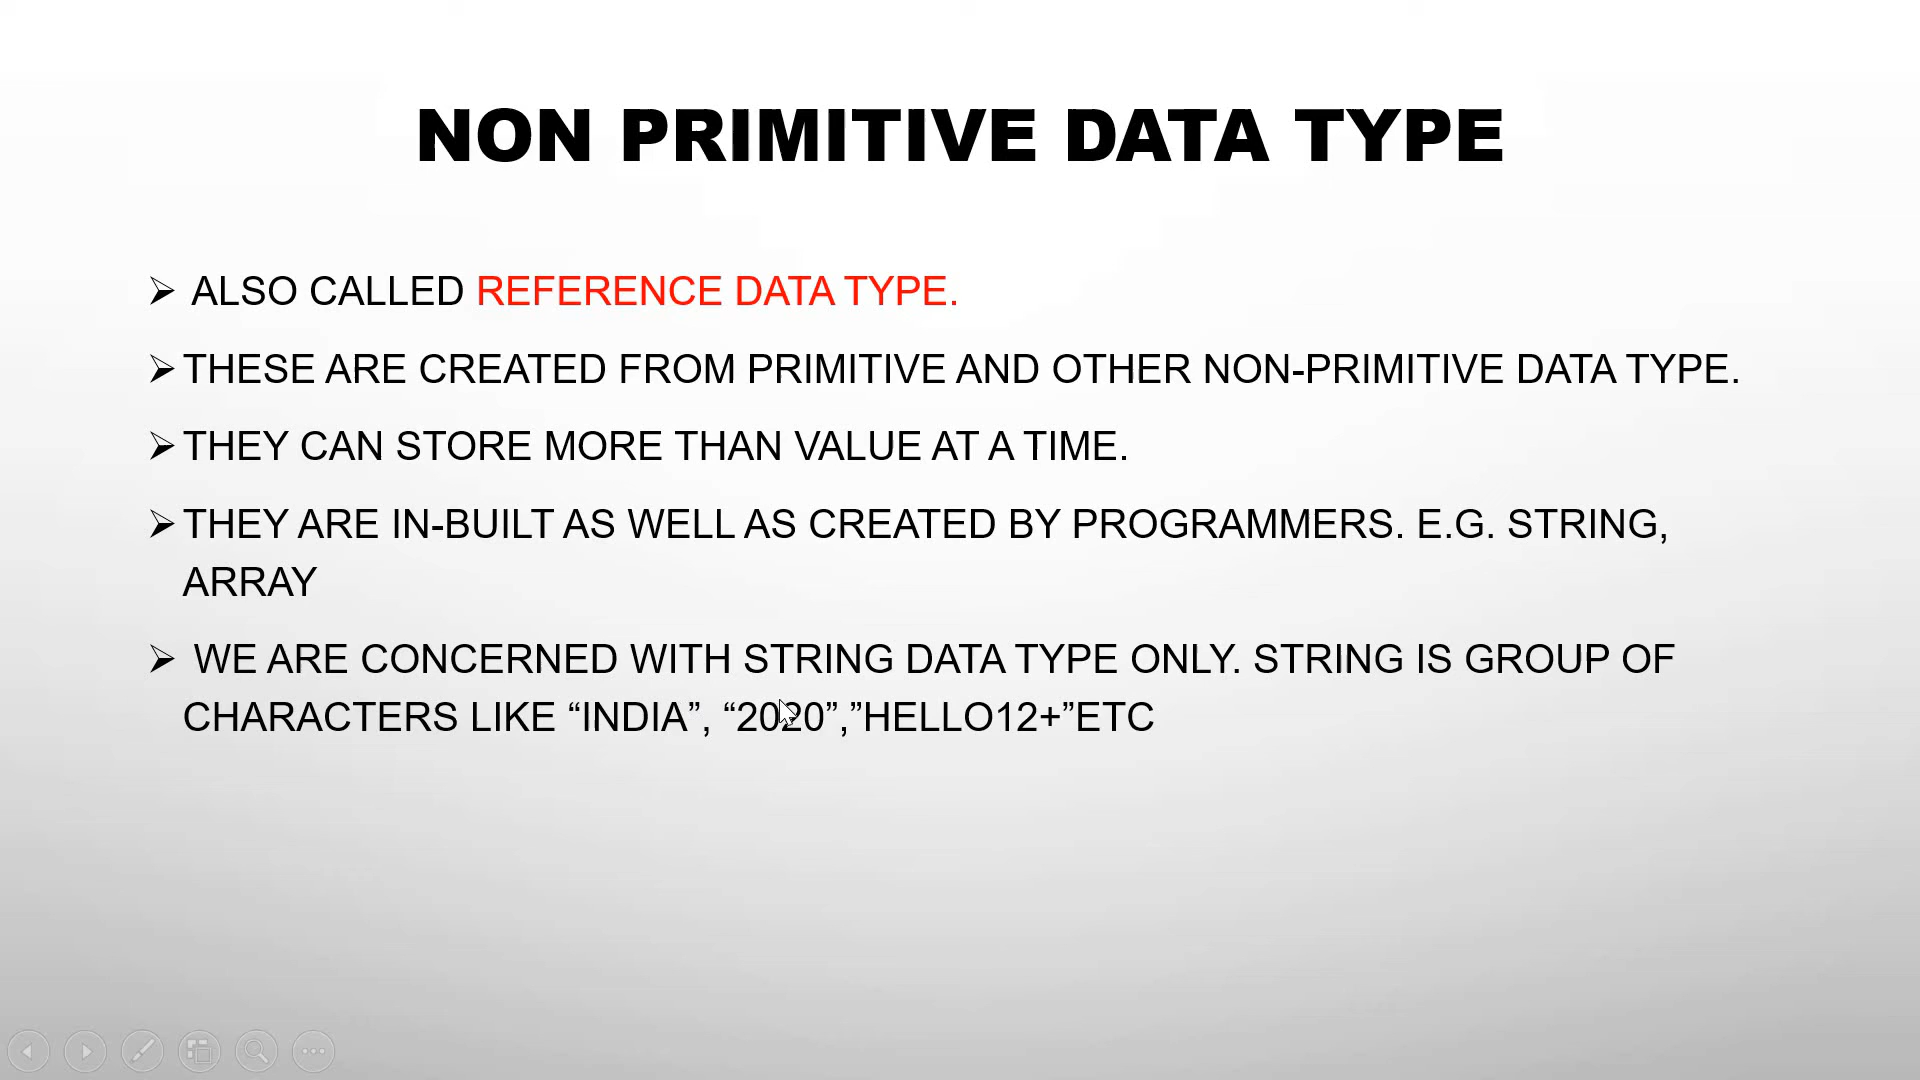 NON PRIMITIVE DATA TYPE
ALSO CALLED REFERENCE DATA TYPE.
THESE ARE CREATED FROM PRIMITIVE AND OTHER NON-PRIMITIVE DATA TYPE.
THEY CAN STORE MORE THAN VALUE AT A TIME.
THEY ARE IN-BUILT AS WELL AS CREATED BY PROGRAMMERS. E.G. STRING,
ARRAY
WE ARE CONCERNED WITH STRING DATA TYPE ONLY. STRING IS GROUP OF
CHARACTERS LIKE “INDIA”, “2020”,”HELLO12+”ETC